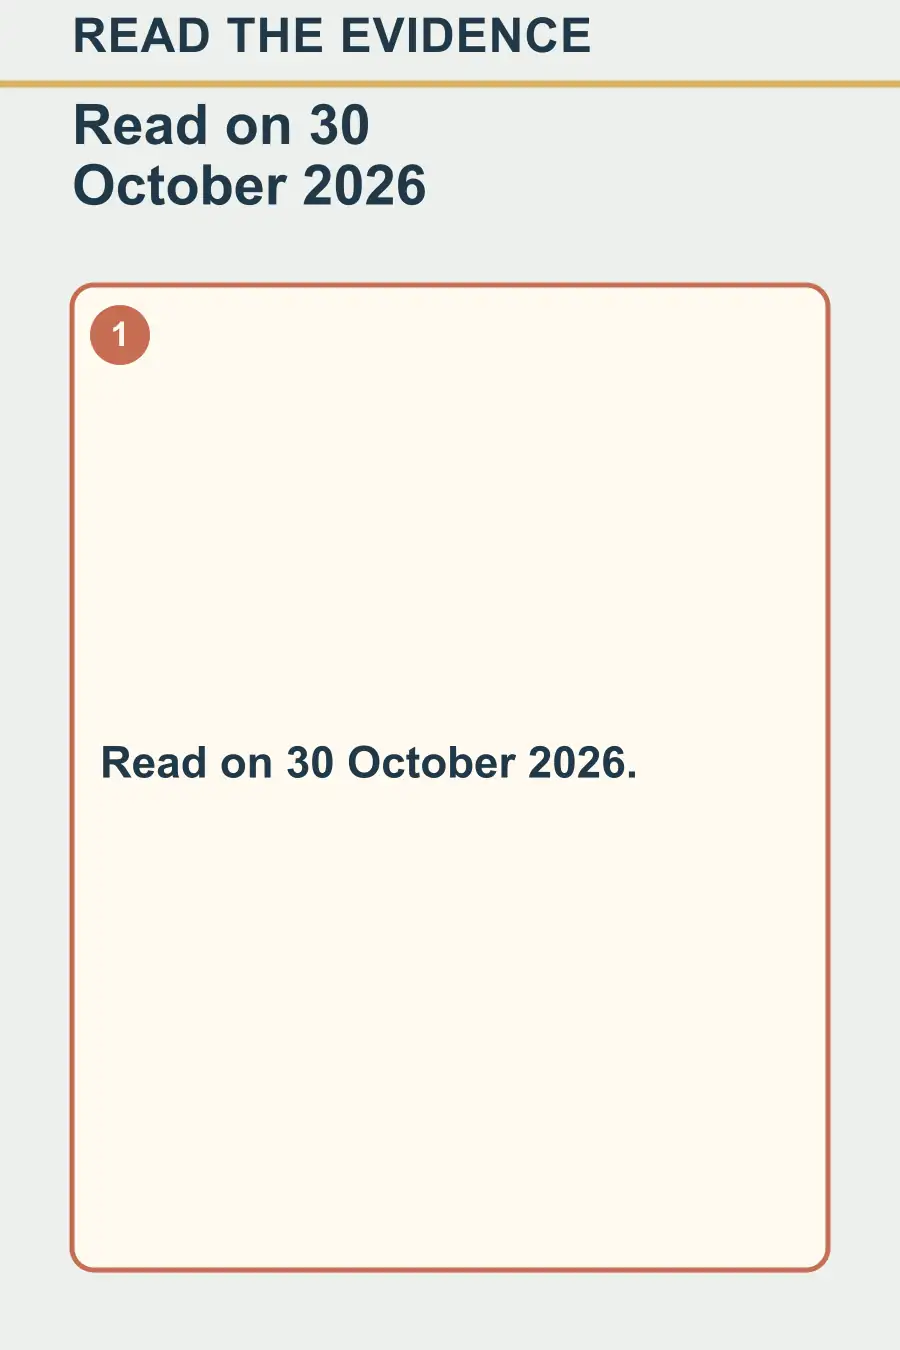 READ THE EVIDENCE
Read on 30
October 2026
1
Read on 30 October 2026.